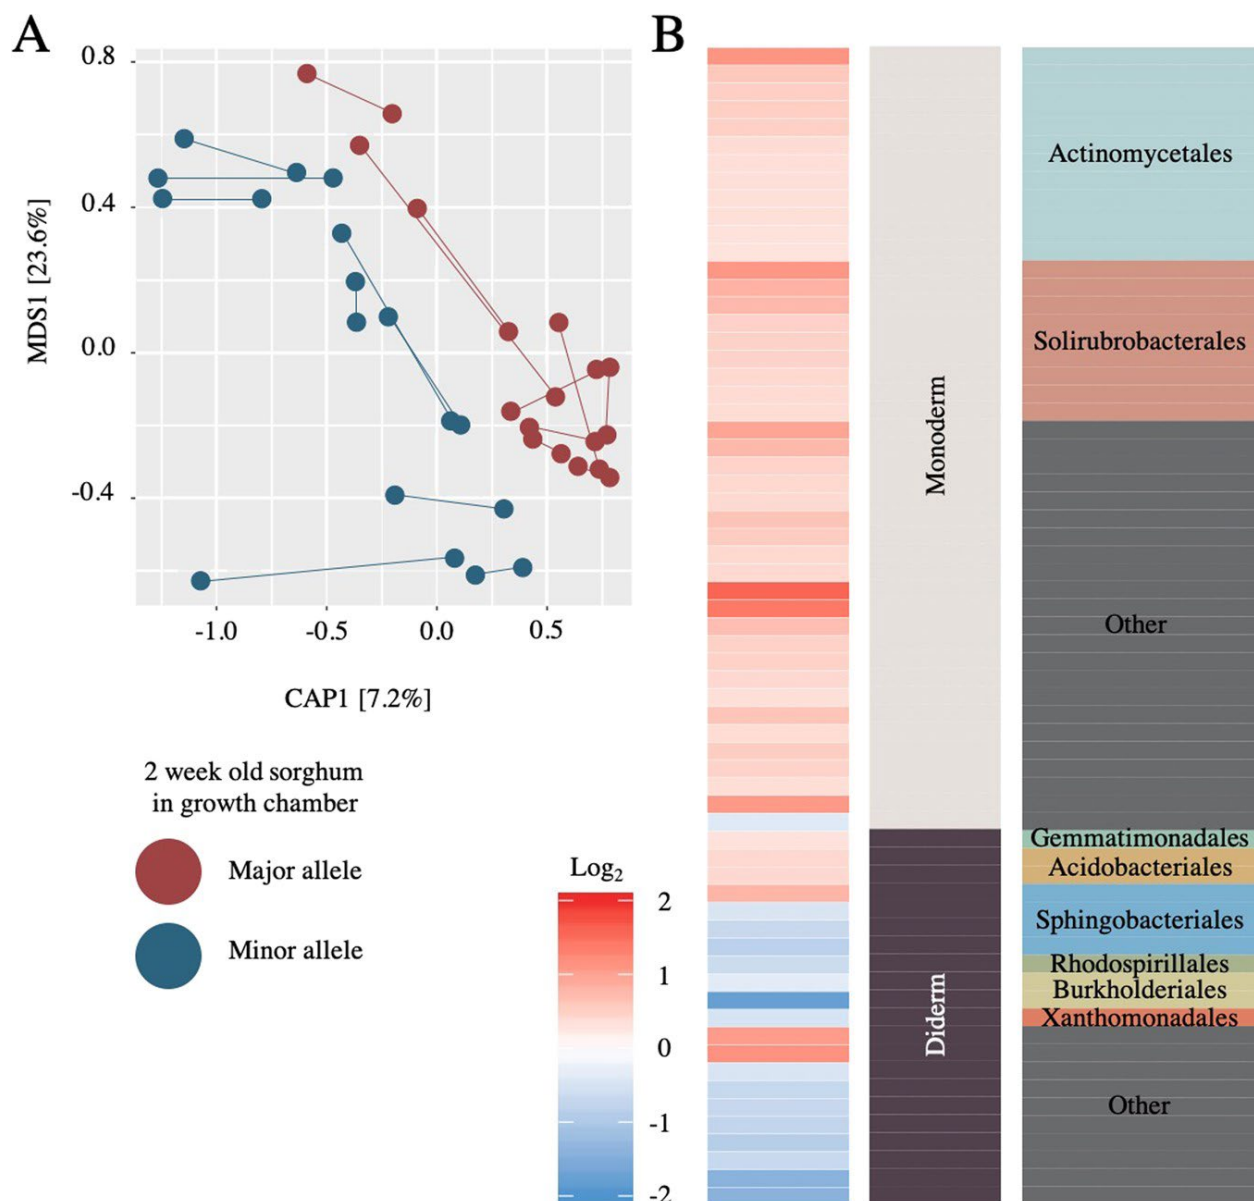 A
B
0.8
0.4
0.0
-0.4
MDS1 [23.6%]
-1.0
-0.5
0.0
0.5
CAP1 [7.2%]
2 week old sorghum
in growth chamber
Major allele
Minor allele
Log2
2
1
0
-1
-2
Monoderm
Diderm
Actinomycetales
Solirubrobacterales
Other
Gemmatimonadales
Acidobacteriales
Sphingobacteriales
Rhodospirillales
Burkholderiales
Xanthomonadales
Other